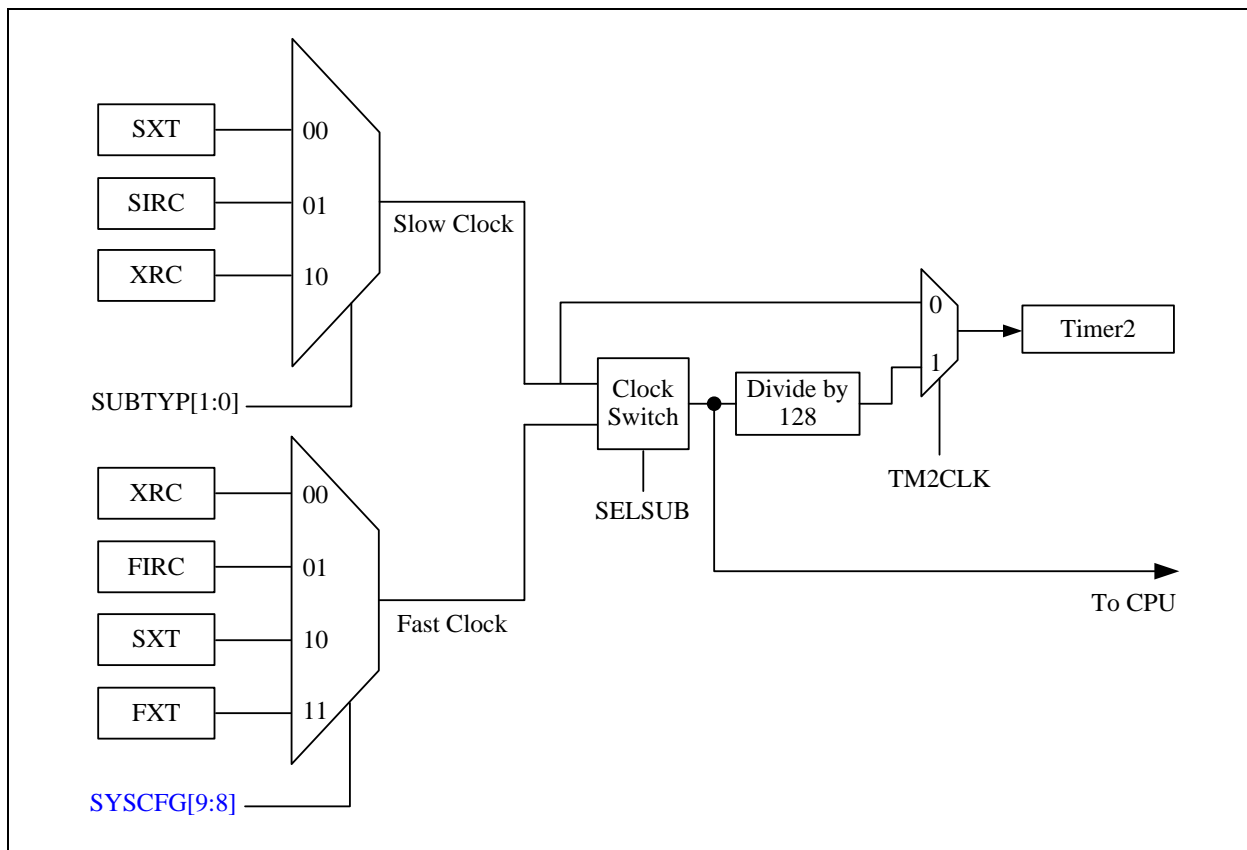 SXT
00
SIRC
01
XRC
10
Slow Clock
SUBTYP[1:0]
XRC
00
FIRC
01
SXT
10
FXT
11
Fast Clock
SYSCFG[9:8]
Clock
Switch
SELSUB
Divide by
128
0
1
TM2CLK
Timer2
To CPU